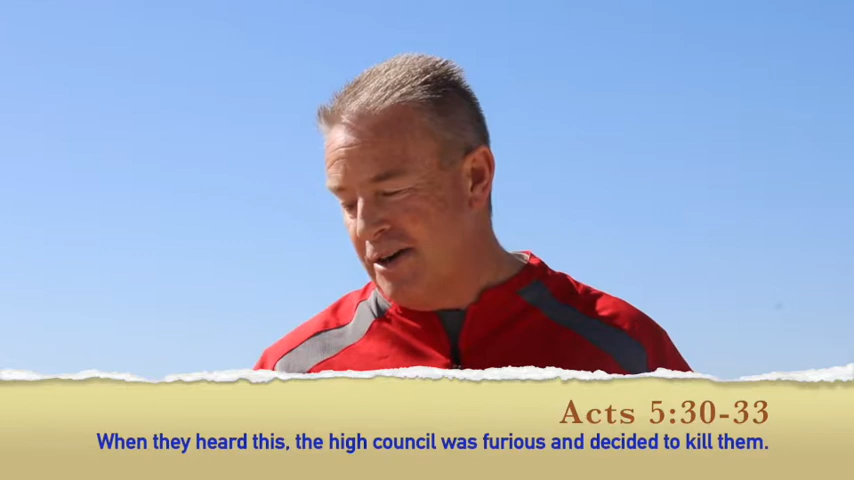 Acts 5:30-33
When they heard this, the high council was furious and decided to kill them.